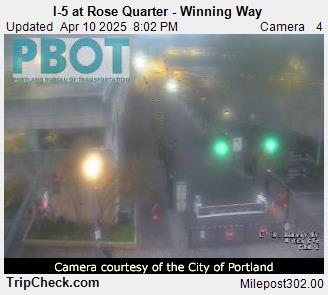 I-5 at Rose Quarter - Winning Way
Updated Apr 10 2025 8:02 PM Camera 4
PBOT
PORTLAND BUREAU OF TRANSPORTATION
Camera courtesy of the City of Portland
TripCheck.com Milepost302.00